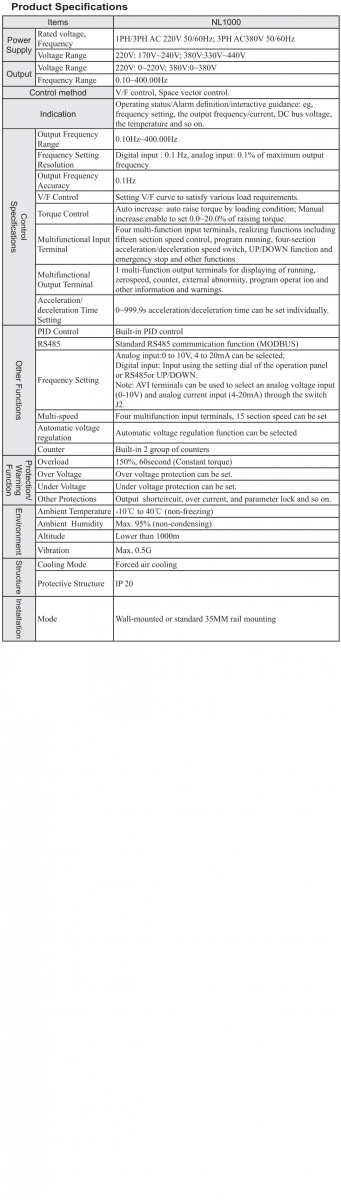 Product Specifications
Items NL1000
Power Supply
Rated voltage, Frequency
1PH/3PH AC 220V 50/60Hz; 3PH AC380V 50/60Hz
Voltage Range 220V: 170V~240V; 380V:330V~440V
Output
Voltage Range 220V: 0~220V; 380V:0~380V
Frequency Range 0.10~400.00Hz
Control method V/F control, Space vector control.
Indication
Operating status/Alarm definition/interactive guidance: eg,
frequency setting, the output frequency/current, DC bus voltage,
the temperature and so on.
Control Specifications
Output Frequency Range
0.10Hz~400.00Hz
Frequency Setting Resolution
Digital input : 0.1 Hz, analog input: 0.1% of maximum output
frequency
Output Frequency Accuracy
0.1Hz
V/F Control Setting V/F curve to satisfy various load requirements.
Torque Control
Auto increase: auto raise torque by loading condition; Manual
increase:enable to set 0.0~20.0% of raising torque.
Multifunctional Input Terminal
Four multi-function input terminals, realizing functions including
fifteen section speed control, program running, four-section
acceleration/deceleration speed switch, UP/DOWN function and
emergency stop and other functions
Multifunctional Output Terminal
1 multi-function output terminals for displaying of running,
zerospeed, counter, external abnormity, program operat ion and
other information and warnings.
Acceleration/ deceleration Time Setting
0~999.9s acceleration/deceleration time can be set individually.
Other Functions
PID Control Built-in PID control
RS485 Standard RS485 communication function (MODBUS)
Frequency Setting
Analog input:0 to 10V, 4 to 20mA can be selected;
Digital input: Input using the setting dial of the operation panel
or RS485or UP/DOWN.
Note: AVI terminals can be used to select an analog voltage input
(0-10V) and analog current input (4-20mA) through the switch
J2.
Multi-speed Four multifunction input terminals, 15 section speed can be set
Automatic voltage regulation
Automatic voltage regulation function can be selected
Counter Built-in 2 group of counters
Protection/ Warning Function
Overload 150%, 60second (Constant torque)
Over Voltage Over voltage protection can be set.
Under Voltage Under voltage protection can be set.
Other Protections Output shortcircuit, over current, and parameter lock and so on.
Environment
Ambient Temperature -10℃ to 40℃ (non-freezing)
Ambient Humidity Max. 95% (non-condensing)
Altitude Lower than 1000m
Vibration Max. 0.5G
Structure
Cooling Mode Forced air cooling
Protective Structure IP 20
Installation
Mode Wall-mounted or standard 35MM rail mounting